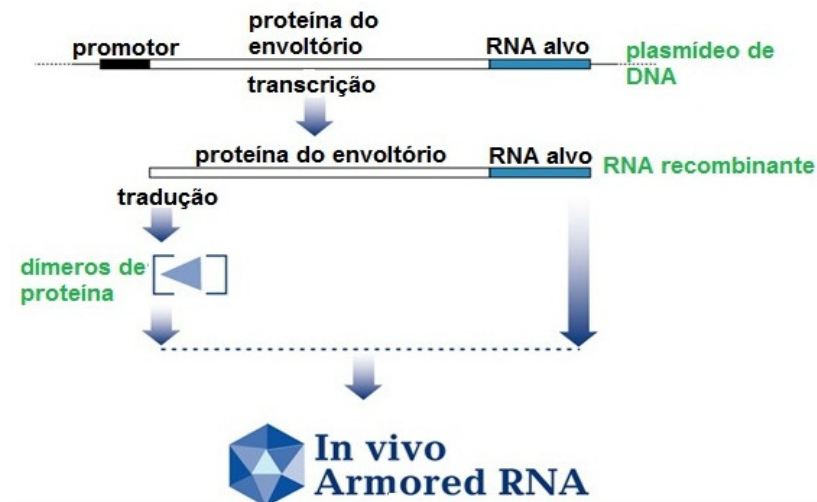 proteína do
envoltório
promotor
RNA alvo
plasmídeo de
DNA
transcrição
proteína do envoltório
RNA alvo
RNA recombinante
tradução
dímeros de
proteína
In vivo
Armored RNA